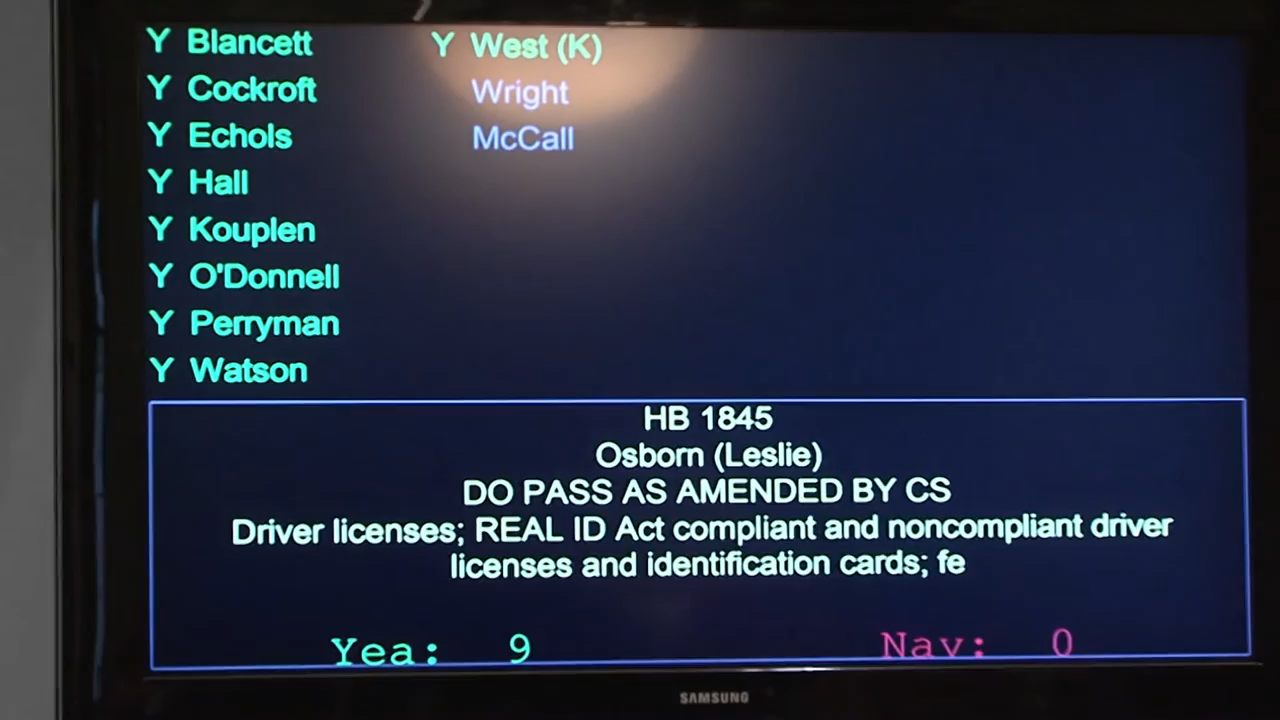 Y Blancett
Y Cockroft
Y Echols
Y Hall
Y Kouplen
Y O'Donnell
Y Perryman
Y Watson
Y West (K)
Wright
McCall
HB 1845
Osborn (Leslie)
DO PASS AS AMENDED BY CS
Driver licenses; REAL ID Act compliant and noncompliant driver
licenses and identification cards; fe
Yea: 9 Nay: 0
SAMSUNG